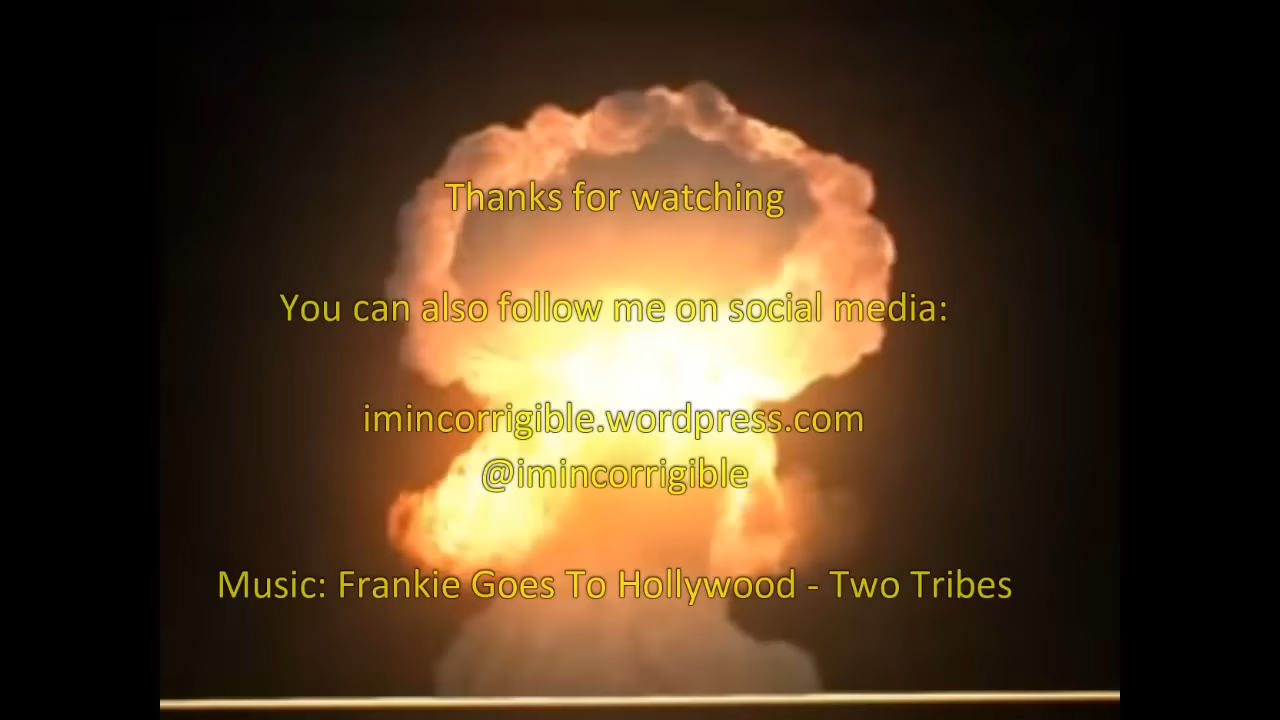 Thanks for watching
You can also follow me on social media:
imincorrigible.wordpress.com
@imincorrigible
Music: Frankie Goes To Hollywood - Two Tribes